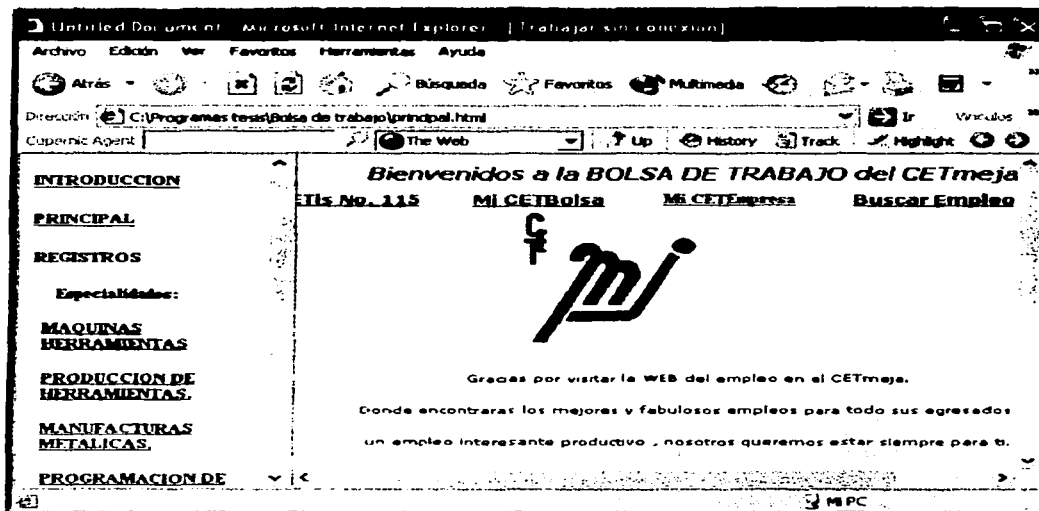 Untitled Document - Microsoft Internet Explorer - [Trabajar sin conexion]
Archivo Edición Ver Favoritos Herramientas Ayuda
Atrás Búsqueda Favoritos Multimedia
Dirección C:\Programas tesis\Bolsa de trabajo\principal.html Ir Vínculos
Copernic Agent The Web Up History Track Highlight
INTRODUCCION
PRINCIPAL
REGISTROS
Especialidades:
MAQUINAS
HERRAMIENTAS
PRODUCCION DE
HERRAMIENTAS.
MANUFACTURAS
METALICAS,
PROGRAMACION DE
Bienvenidos a la BOLSA DE TRABAJO del CETmeja
ETis No. 115 Mi CETBolsa Mi CETEmpresa Buscar Empleo
Gracias por visitar la WEB del empleo en el CETmeja.
Donde encontraras los mejores y fabulosos empleos para todo sus egresados
un empleo interesante productivo , nosotros queremos estar siempre para ti.
Mi PC